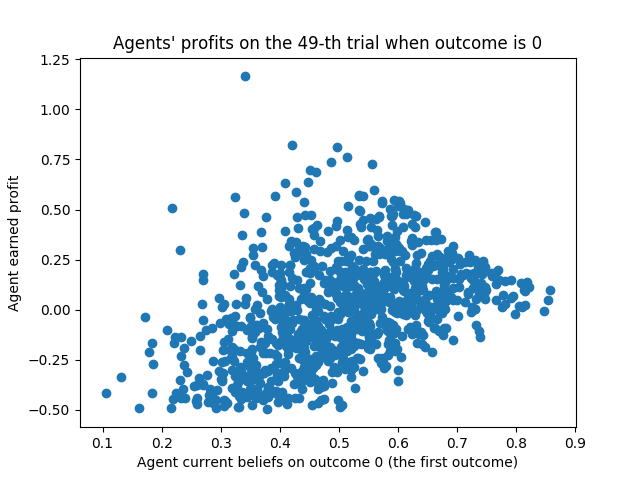 Agents' profits on the 49-th trial when outcome is 0
1.25
1.00
0.75
0.50
0.25
0.00
−0.25
−0.50
Agent earned profit
0.1 0.2 0.3 0.4 0.5 0.6 0.7 0.8 0.9
Agent current beliefs on outcome 0 (the first outcome)